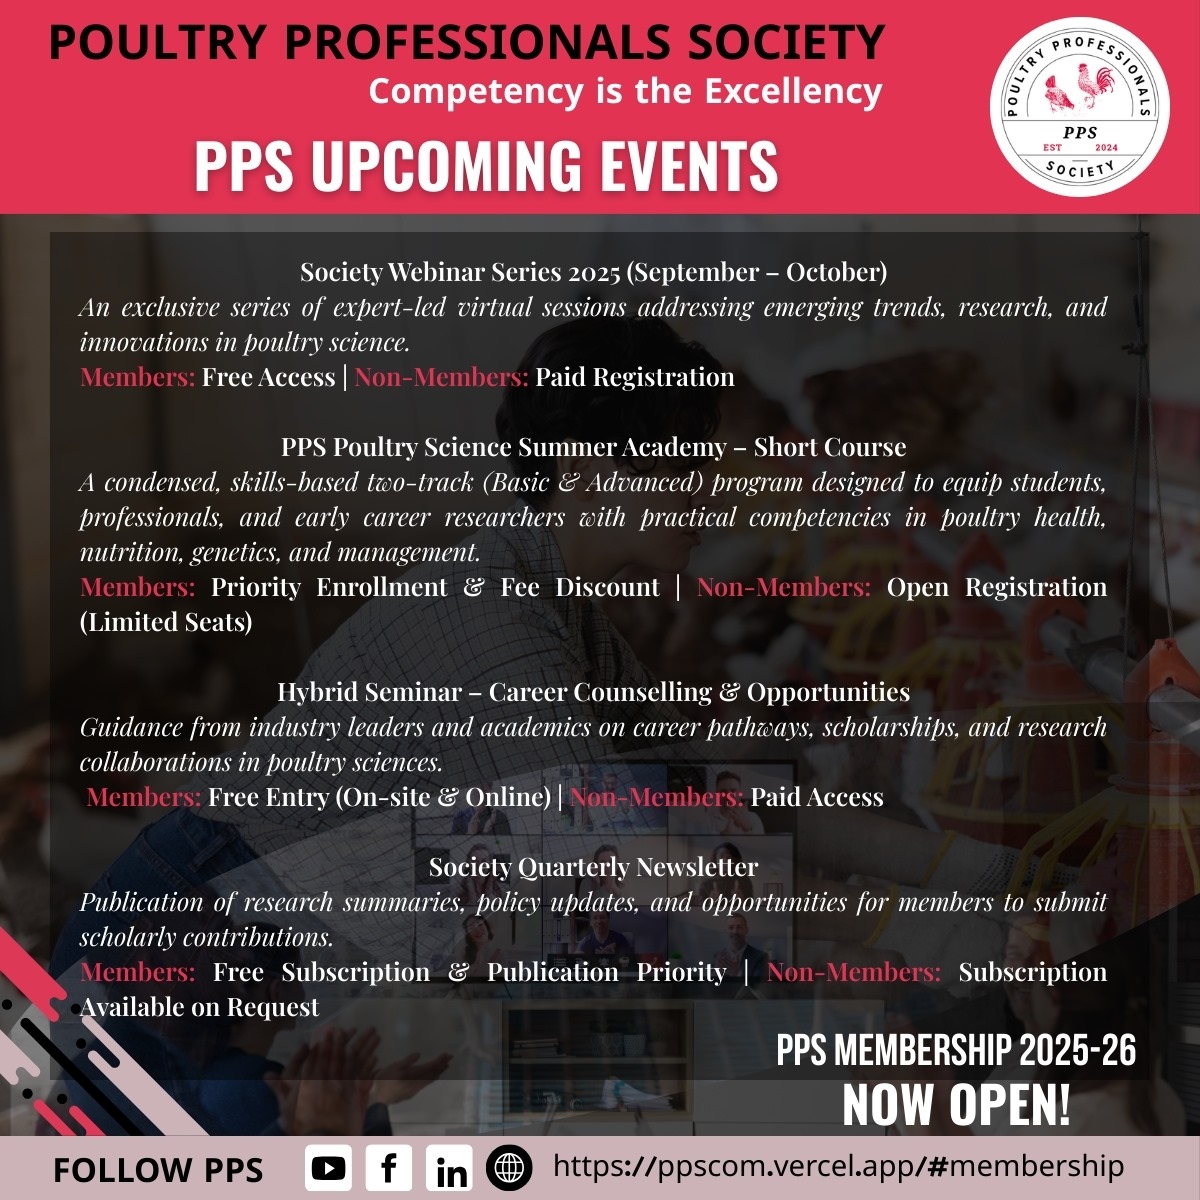 POULTRY PROFESSIONALS SOCIETY
Competency is the Excellency
PPS UPCOMING EVENTS
POULTRY PROFESSIONALS
PPS
EST 2024
SOCIETY
Society Webinar Series 2025 (September – October)
An exclusive series of expert-led virtual sessions addressing emerging trends, research, and
innovations in poultry science.
Members: Free Access | Non-Members: Paid Registration
PPS Poultry Science Summer Academy – Short Course
A condensed, skills-based two-track (Basic & Advanced) program designed to equip students,
professionals, and early career researchers with practical competencies in poultry health,
nutrition, genetics, and management.
Members: Priority Enrollment & Fee Discount | Non-Members: Open Registration
(Limited Seats)
Hybrid Seminar – Career Counselling & Opportunities
Guidance from industry leaders and academics on career pathways, scholarships, and research
collaborations in poultry sciences.
Members: Free Entry (On-site & Online) | Non-Members: Paid Access
Society Quarterly Newsletter
Publication of research summaries, policy updates, and opportunities for members to submit
scholarly contributions.
Members: Free Subscription & Publication Priority | Non-Members: Subscription
Available on Request
PPS MEMBERSHIP 2025-26
NOW OPEN!
FOLLOW PPS https://ppscom.vercel.app/#membership